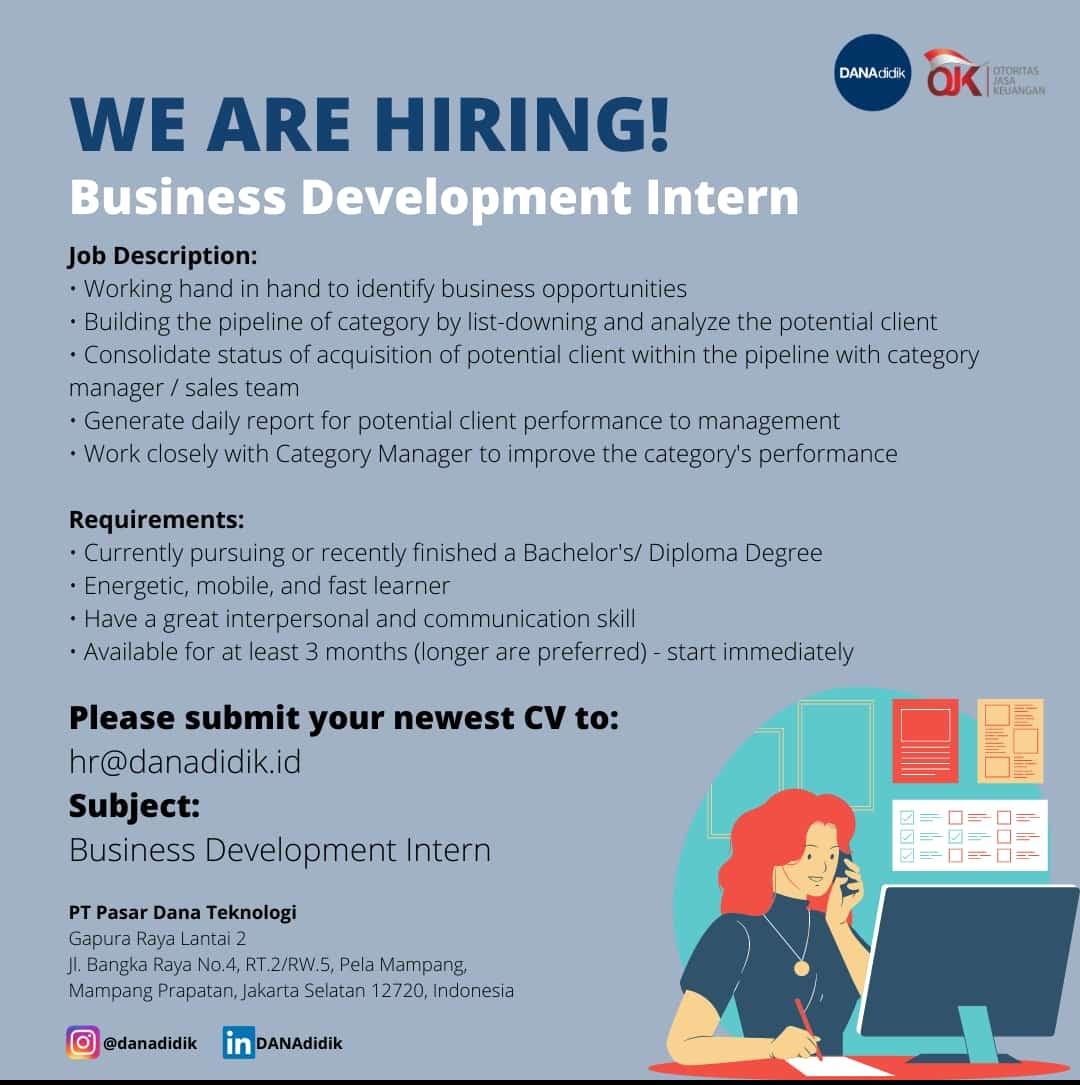 DANAdidik
OJK OTORITAS
JASA
KEUANGAN
WE ARE HIRING!
Business Development Intern
Job Description:
• Working hand in hand to identify business opportunities
• Building the pipeline of category by list-downing and analyze the potential client
• Consolidate status of acquisition of potential client within the pipeline with category
manager / sales team
• Generate daily report for potential client performance to management
• Work closely with Category Manager to improve the category's performance
Requirements:
• Currently pursuing or recently finished a Bachelor's/ Diploma Degree
• Energetic, mobile, and fast learner
• Have a great interpersonal and communication skill
• Available for at least 3 months (longer are preferred) - start immediately
Please submit your newest CV to:
hr@danadidik.id
Subject:
Business Development Intern
PT Pasar Dana Teknologi
Gapura Raya Lantai 2
Jl. Bangka Raya No.4, RT.2/RW.5, Pela Mampang,
Mampang Prapatan, Jakarta Selatan 12720, Indonesia
@danadidik in DANAdidik